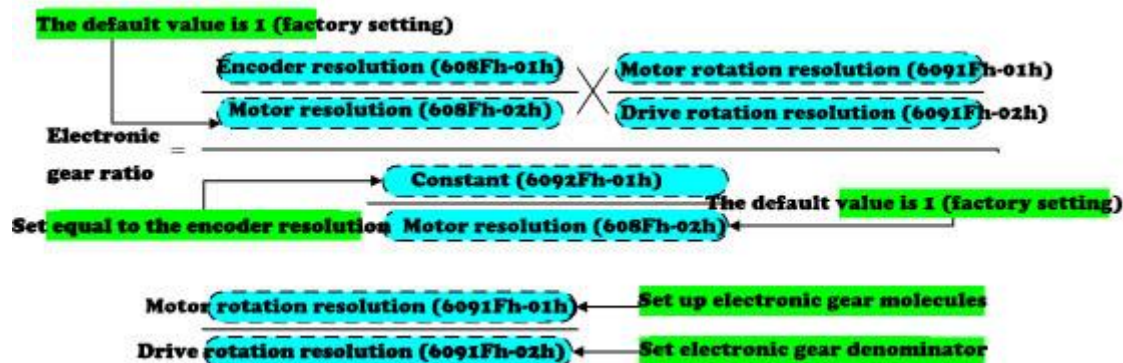 The default value is 1 (factory setting)
Encoder resolution (608Fh-01h)
Motor rotation resolution (6091Fh-01h)
Motor resolution (608Fh-02h)
Drive rotation resolution (6091Fh-02h)
Electronic
gear ratio
=
Constant (6092Fh-01h)
The default value is 1 (factory setting)
Set equal to the encoder resolution
Motor resolution (608Fh-02h)
Motor rotation resolution (6091Fh-01h)
Set up electronic gear molecules
Drive rotation resolution (6091Fh-02h)
Set electronic gear denominator